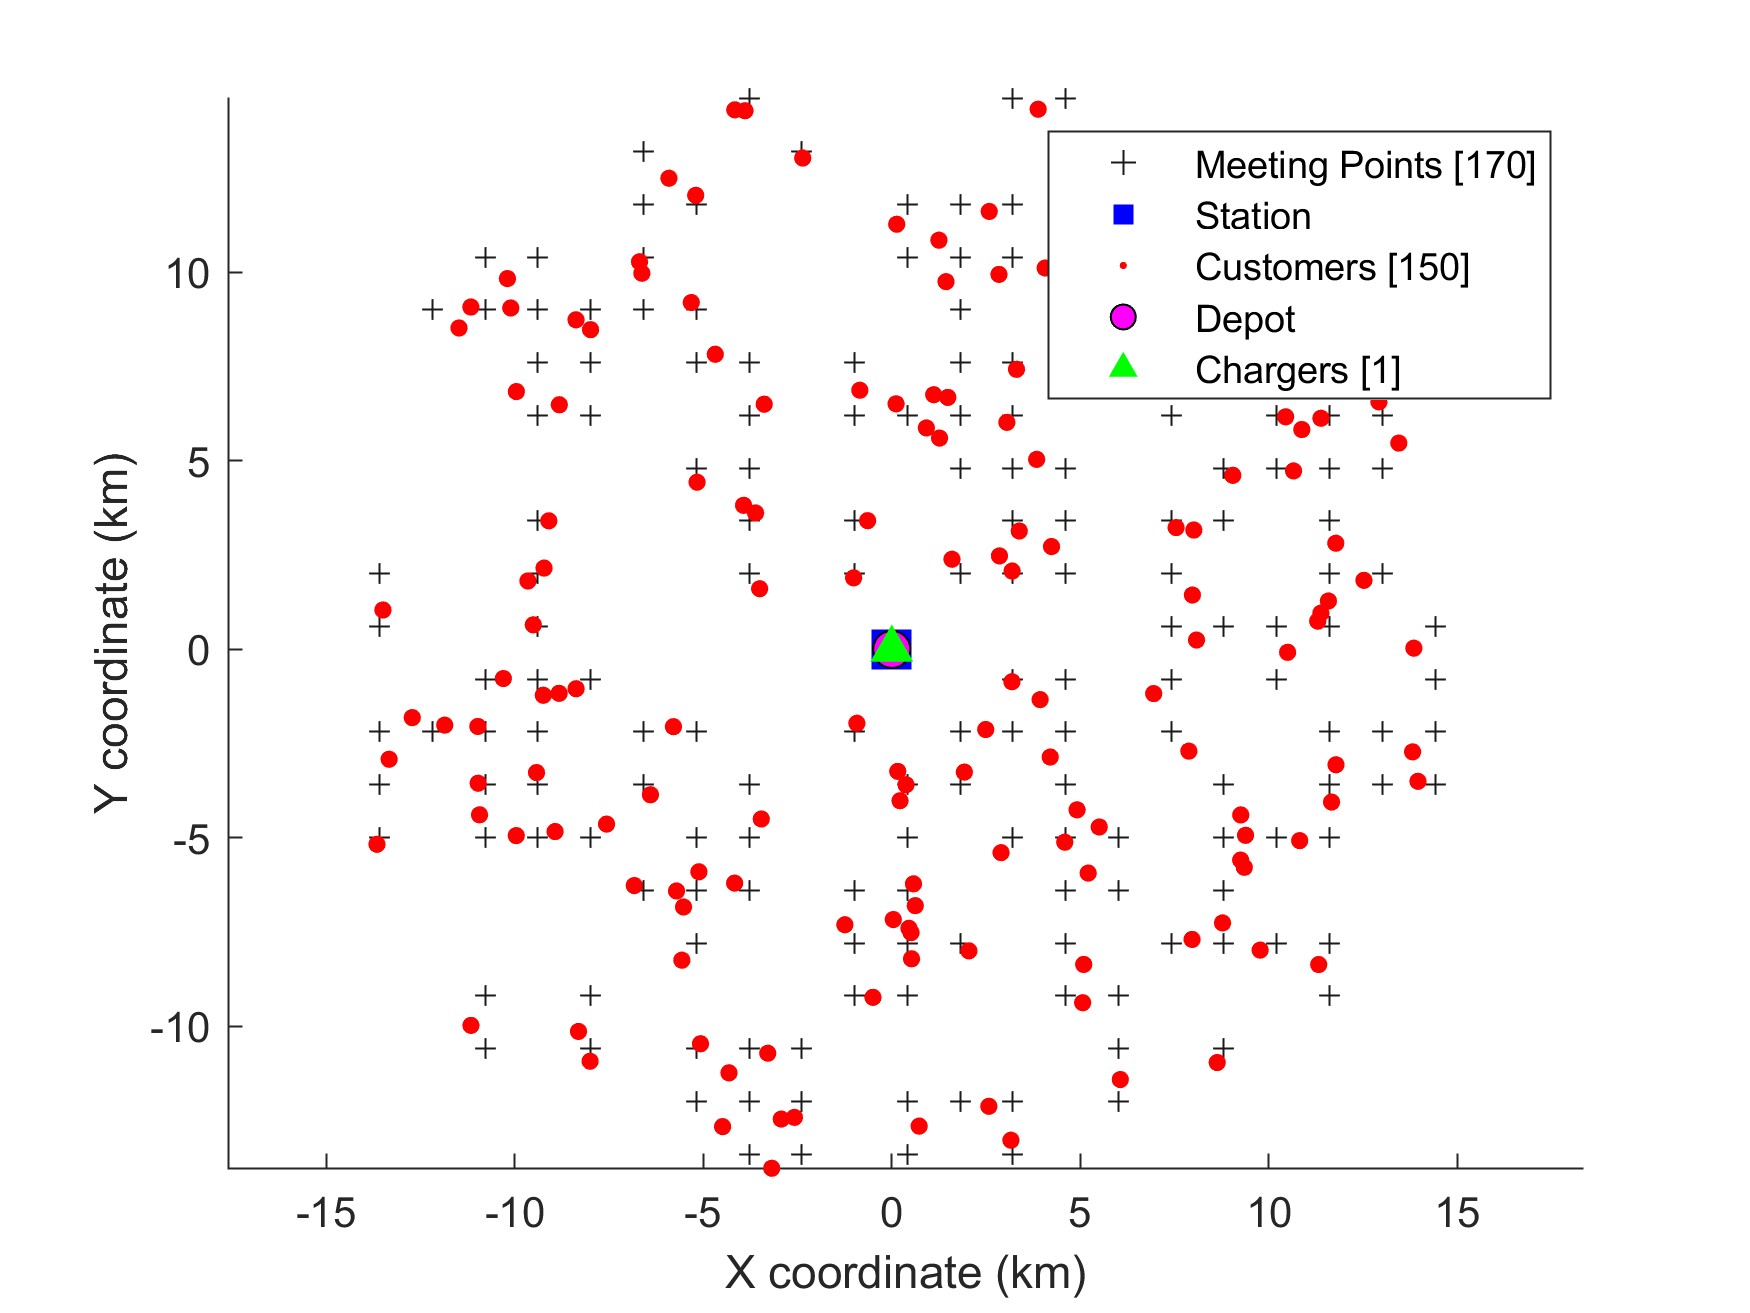 Meeting Points [170]
Station
Customers [150]
Depot
Chargers [1]
10
5
0
-5
-10
Y coordinate (km)
-15
-10
-5
0
5
10
15
X coordinate (km)